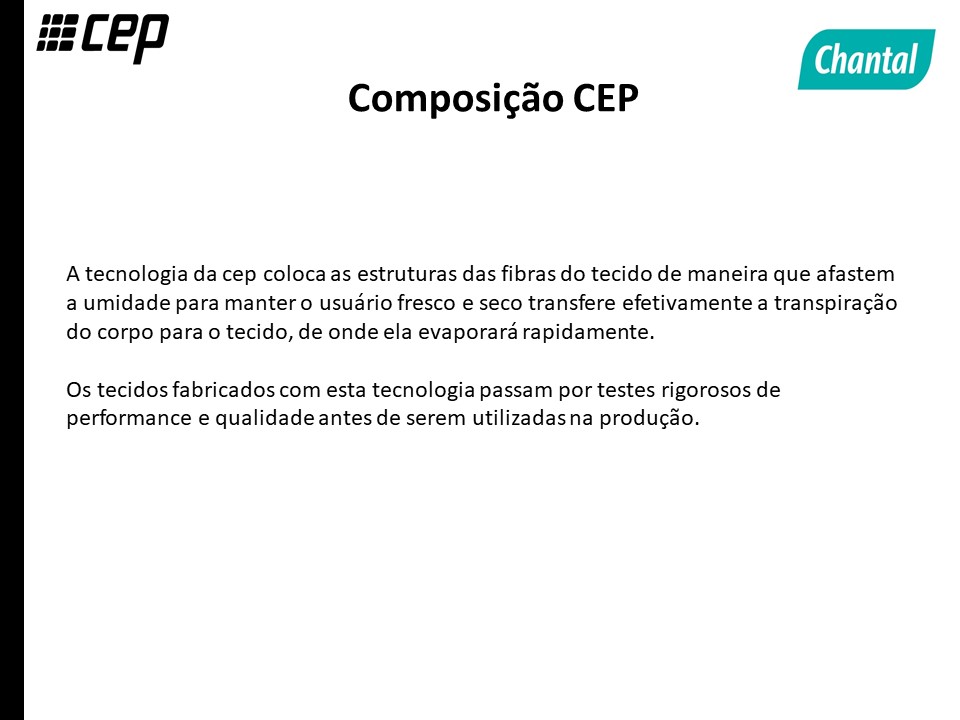 cep
Chantal
Composição CEP
A tecnologia da cep coloca as estruturas das fibras do tecido de maneira que afastem
a umidade para manter o usuário fresco e seco transfere efetivamente a transpiração
do corpo para o tecido, de onde ela evaporará rapidamente.
Os tecidos fabricados com esta tecnologia passam por testes rigorosos de
performance e qualidade antes de serem utilizadas na produção.